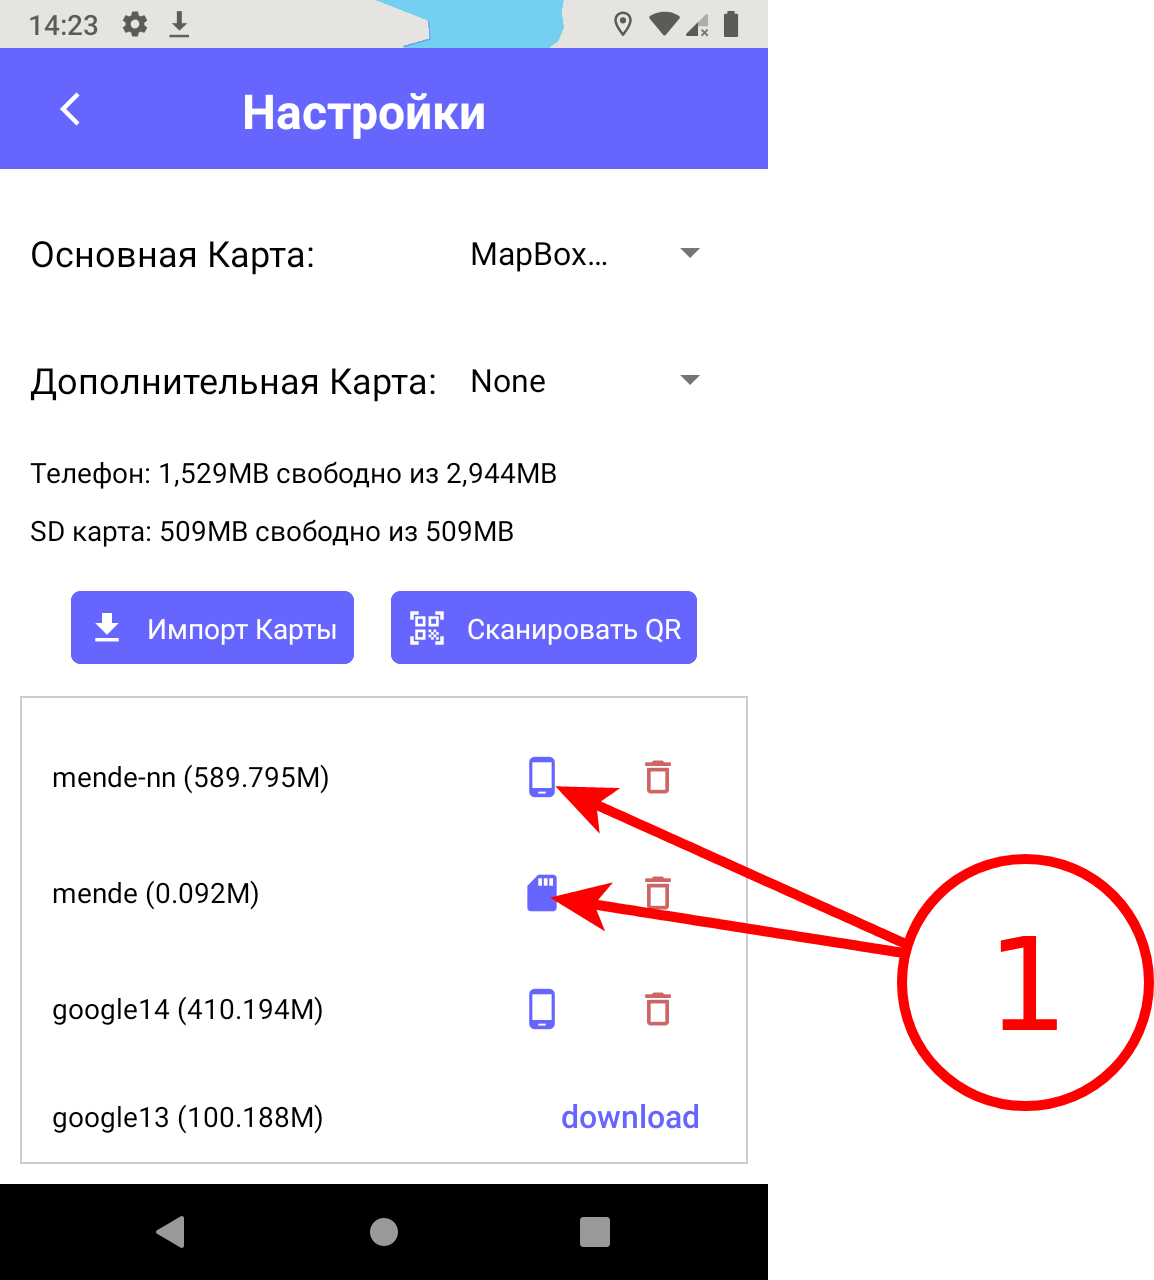 14:23
Настройки
Основная Карта: MapBox...
Дополнительная Карта: None
Телефон: 1,529MB свободно из 2,944MB
SD карта: 509MB свободно из 509MB
Импорт Карты Сканировать QR
mende-nn (589.795M)
mende (0.092M)
1
google14 (410.194M)
google13 (100.188M) download